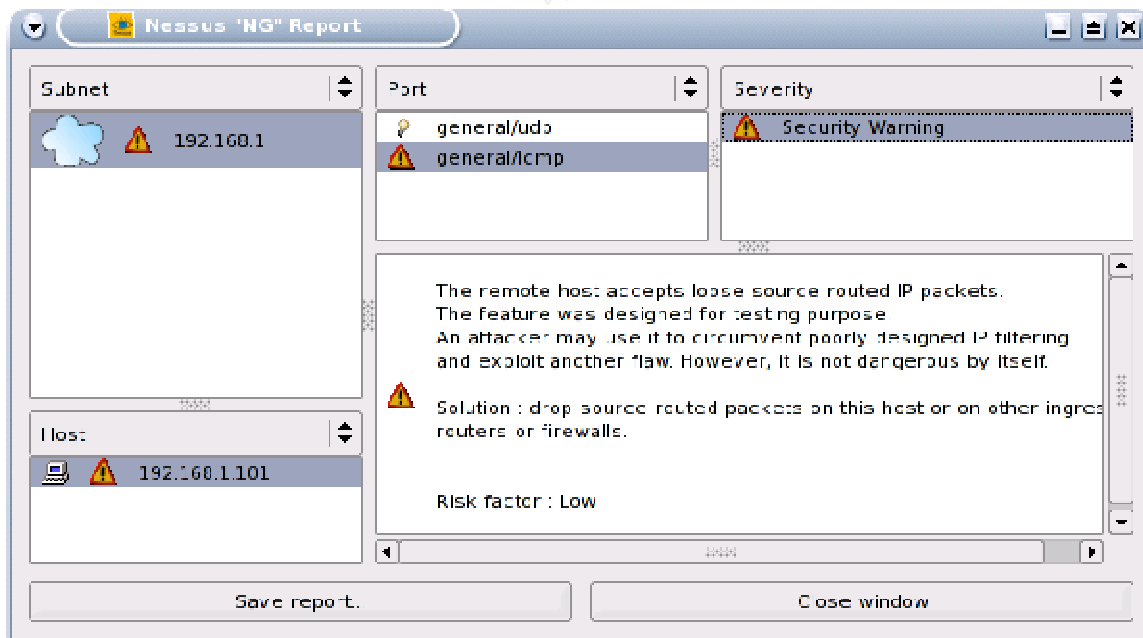 Nessus "NG" Report
Subnet
192.168.1
Host
192.168.1.101
Port
general/udp
general/icmp
Severity
Security Warning
The remote host accepts loose source routed IP packets.
The feature was designed for testing purpose
An attacker may use it to circumvent poorly designed IP filtering
and exploit another flaw. However, it is not dangerous by itself.
Solution : drop source routed packets on this host or on other ingres
routers or firewalls.
Risk factor : Low
Save report.
Close window